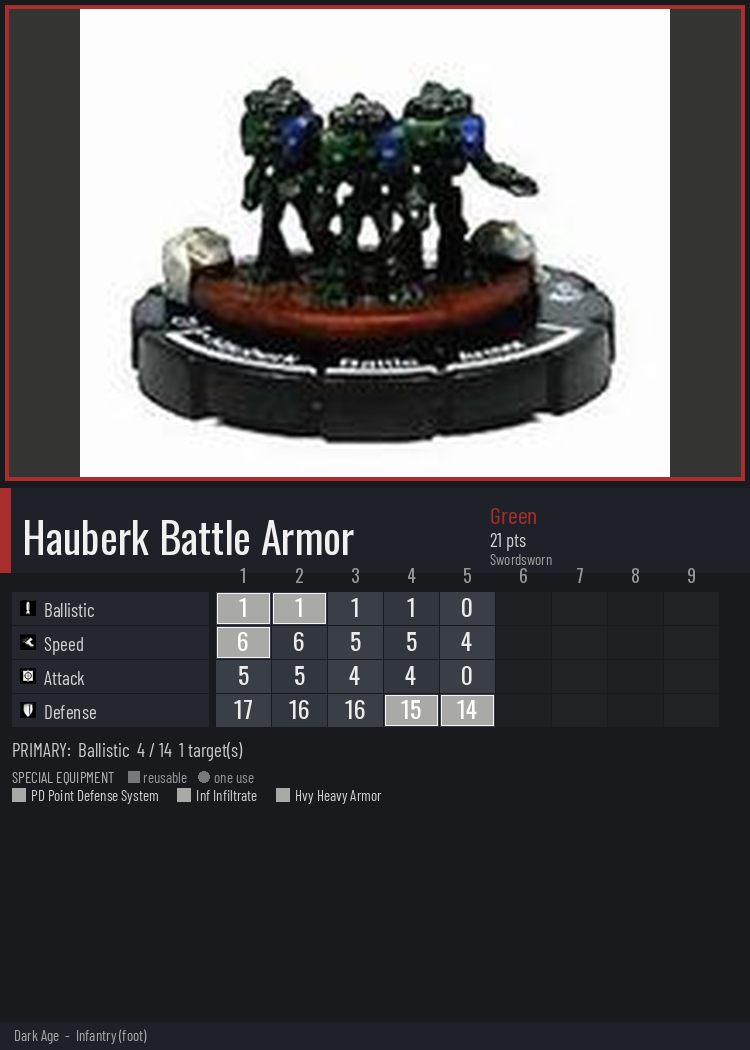 Battle
Hauberk Battle Armor
Green
21 pts
Swordsworn
1 2 3 4 5 6 7 8 9
Ballistic 1 1 1 1 0
Speed 6 6 5 5 4
Attack 5 5 4 4 0
Defense 17 16 16 15 14
PRIMARY: Ballistic 4 / 14 1 target(s)
SPECIAL EQUIPMENT reusable one use
PD Point Defense System Inf Infiltrate Hvy Heavy Armor
Dark Age - Infantry (foot)